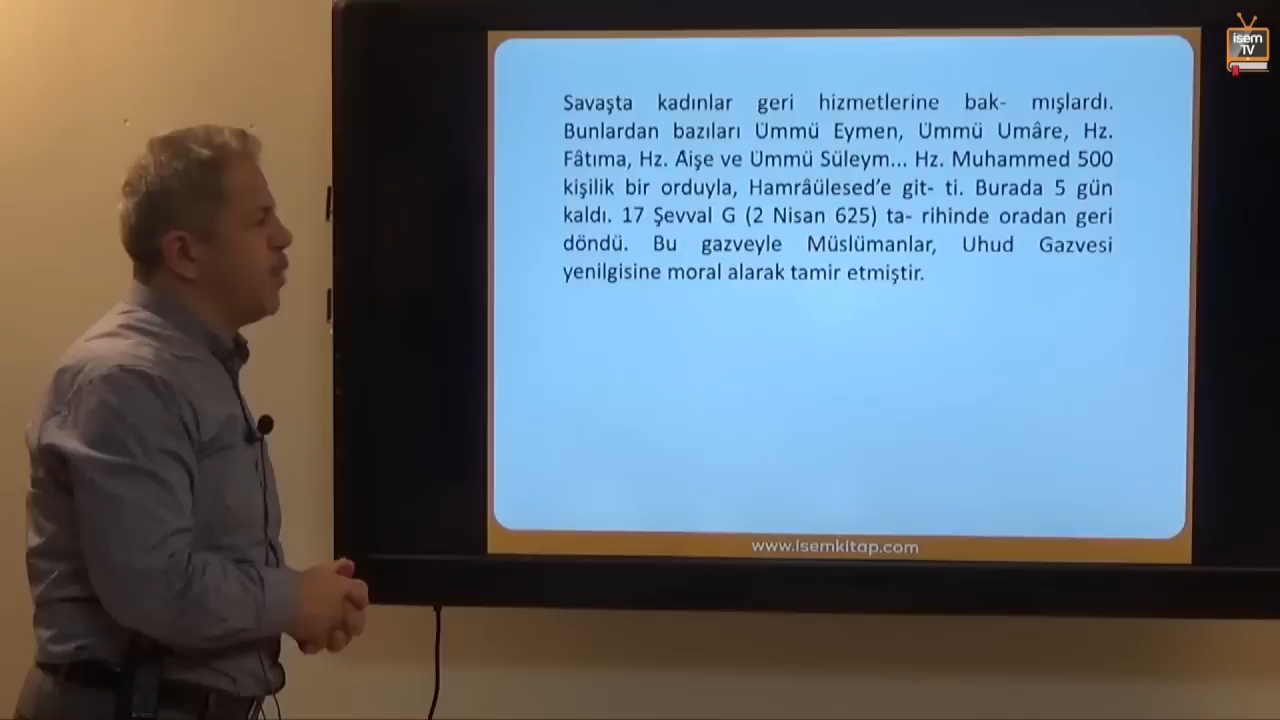 isem
TV
Savaşta kadınlar geri hizmetlerine bak- mışlardı.
Bunlardan bazıları Ümmü Eymen, Ümmü Umâre, Hz.
Fâtıma, Hz. Aişe ve Ümmü Süleym... Hz. Muhammed 500
kişilik bir orduyla, Hamrâülesed’e git- ti. Burada 5 gün
kaldı. 17 Şevval G (2 Nisan 625) ta- rihinde oradan geri
döndü. Bu gazveyle Müslümanlar, Uhud Gazvesi
yenilgisine moral alarak tamir etmiştir.
www.isemkitap.com